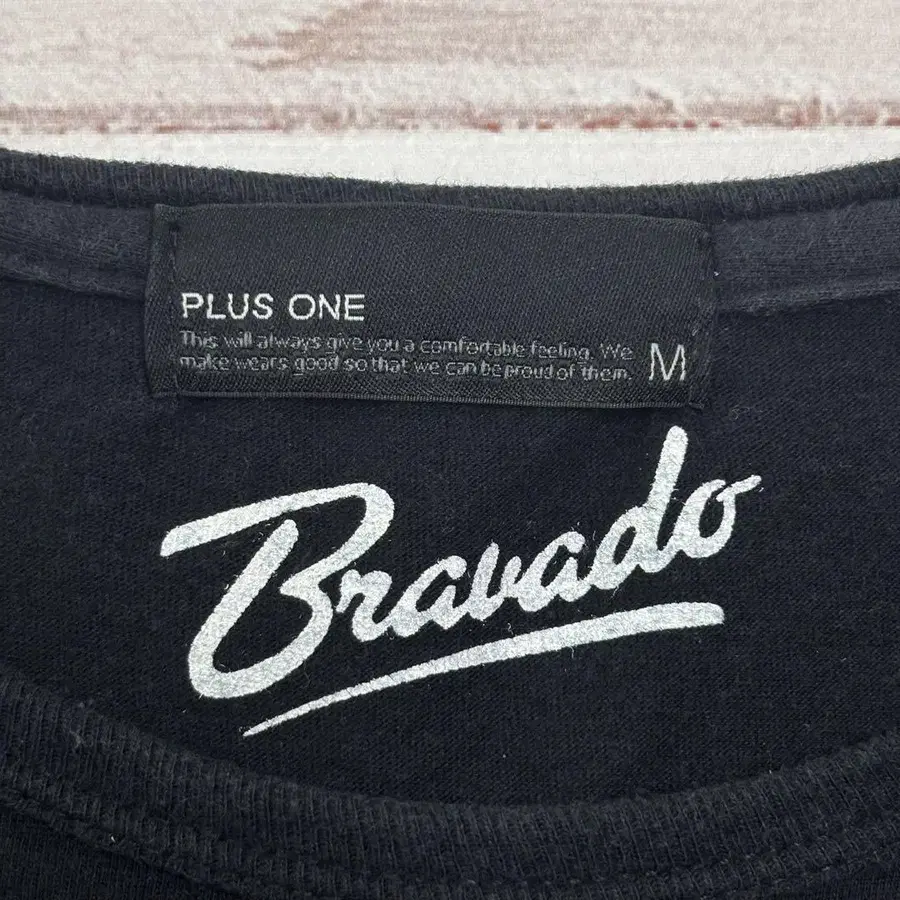 PLUS ONE
This will always give you a comfortable feeling. We
make wears good so that we can be proud of them.
M
Bravado